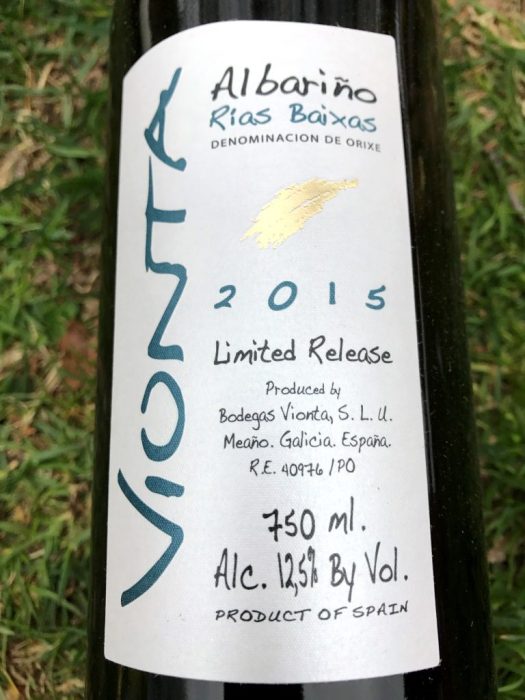 VIONTA
Albariño
Rías Baixas
DENOMINACION DE ORIXE
2015
Limited Release
Produced by
Bodegas Vionta, S. L. U.
Meaño. Galicia. España.
R.E. 40976 / PO
750 ml.
Alc. 12,5% By Vol.
PRODUCT OF SPAIN